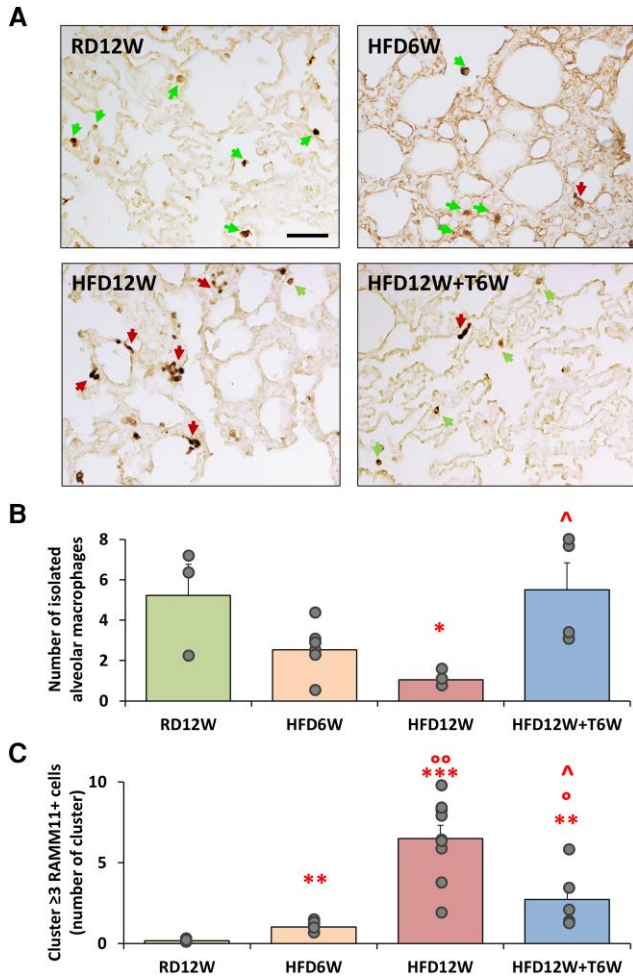 A
RD12W
HFD6W
HFD12W
HFD12W+T6W
B
Number of isolated
alveolar macrophages
8
6
4
2
0
*
^
RD12W HFD6W HFD12W HFD12W+T6W
C
Cluster ≥3 RAMM11+ cells
(number of cluster)
10
5
0
**
°°
***
^
°
**
RD12W HFD6W HFD12W HFD12W+T6W